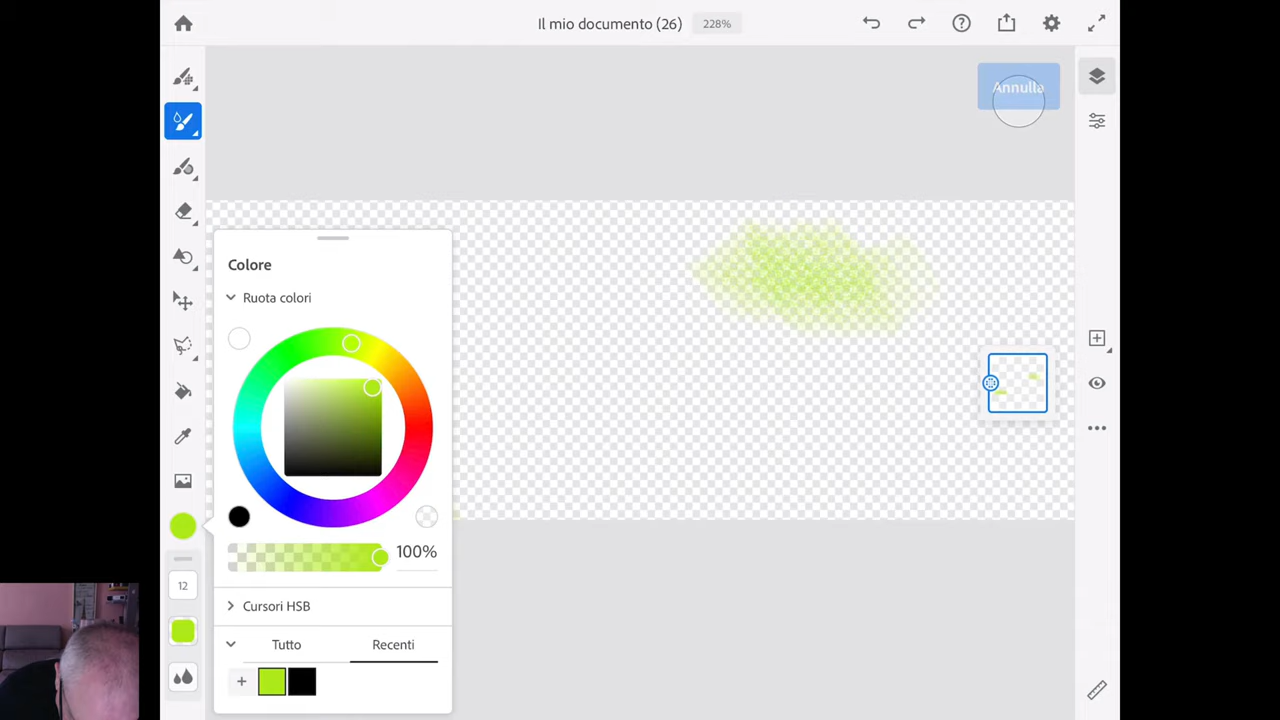 Il mio documento (26)
228%
Annulla
Colore
Ruota colori
100%
Cursori HSB
12
Tutto
Recenti